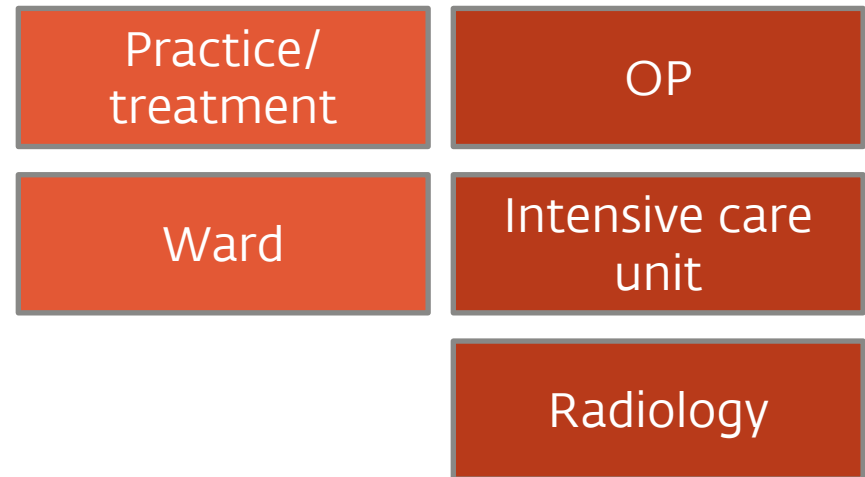 Practice/
treatment
OP
Ward
Intensive care
unit
Radiology